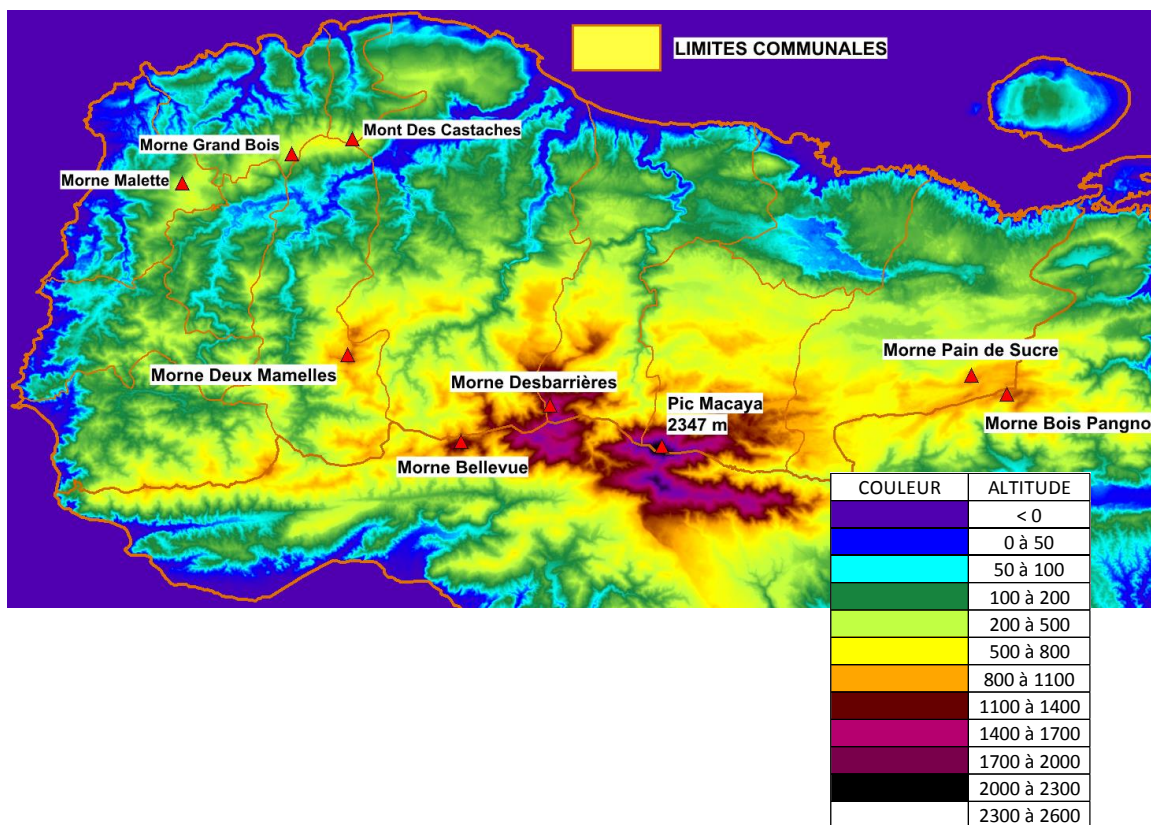 LIMITES COMMUNALES
Mont Des Castaches
Morne Grand Bois
Morne Malette
Morne Pain de Sucre
Morne Deux Mamelles
Morne Desbarrières
Pic Macaya
2347 m
Morne Bois Pangno
Morne Bellevue
COULEUR ALTITUDE
< 0
0 à 50
50 à 100
100 à 200
200 à 500
500 à 800
800 à 1100
1100 à 1400
1400 à 1700
1700 à 2000
2000 à 2300
2300 à 2600